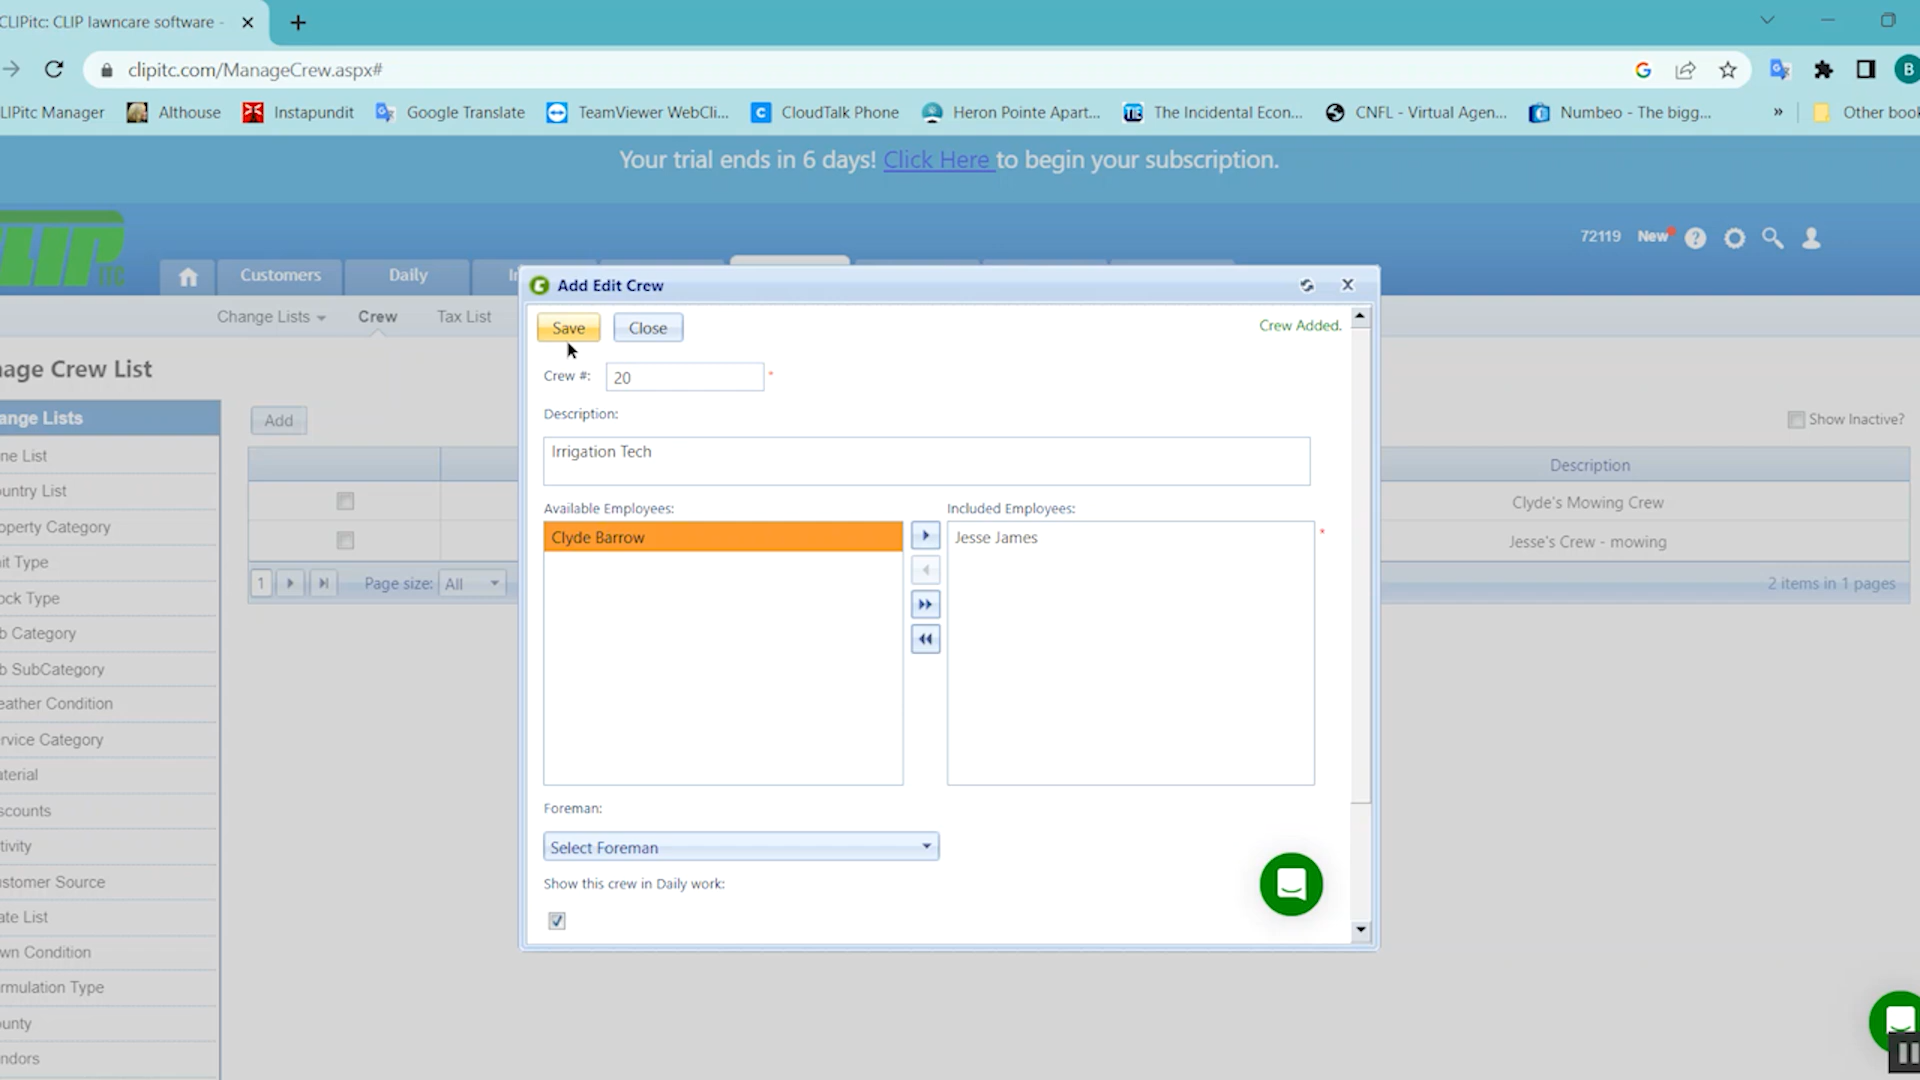 CLIPitc: CLIP lawncare software -
clipitc.com/ManageCrew.aspx#
LIPitc Manager Althouse Instapundit Google Translate TeamViewer WebCli... CloudTalk Phone Heron Pointe Apart... The Incidental Econ... CNFL - Virtual Agen... Numbeo - The bigg... » Other book
Your trial ends in 6 days! Click Here to begin your subscription.
72119 New ?
Customers Daily
Change Lists Crew Tax List
Add Edit Crew
Save Close
Crew Added.
Crew #: 20 *
Description:
Irrigation Tech
Available Employees: Included Employees:
Clyde Barrow Jesse James *
Foreman:
Select Foreman
Show this crew in Daily work:
nage Crew List
ange Lists
ne List
ountry List
operty Category
it Type
ock Type
b Category
b SubCategory
eather Condition
rvice Category
aterial
scounts
tivity
stomer Source
ate List
wn Condition
rmulation Type
unty
ndors
Add
Show Inactive?
Description
Clyde's Mowing Crew
Jesse's Crew - mowing
1 Page size: All
2 items in 1 pages